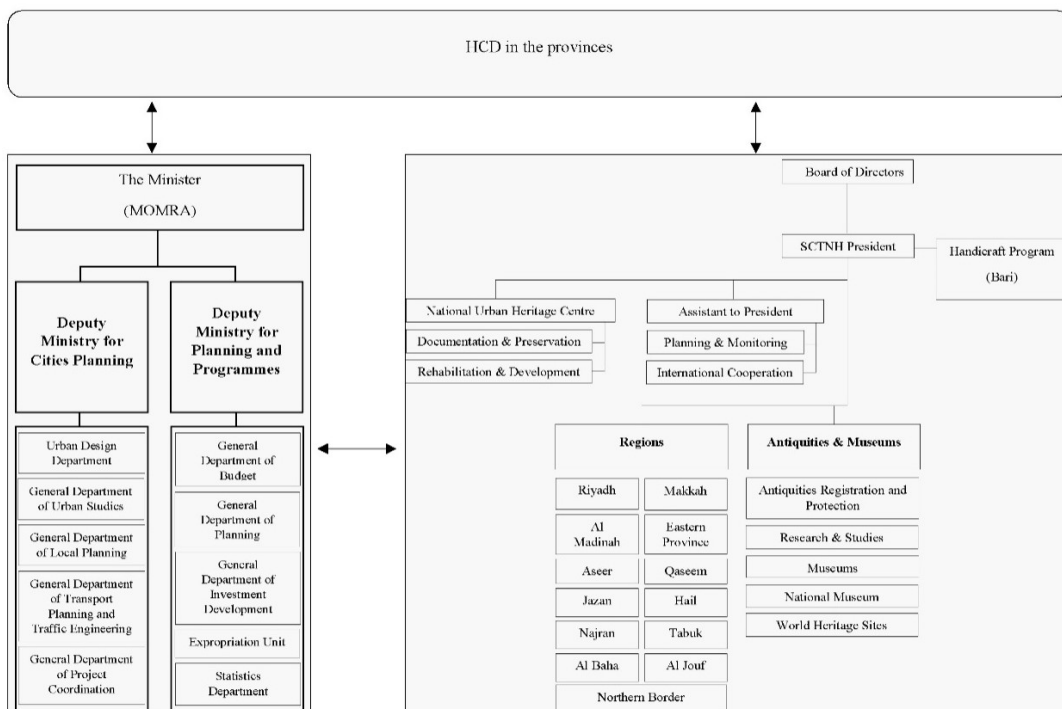 HCD in the provinces
The Minister
(MOMRA)
Deputy
Ministry for
Cities Planning
Deputy
Ministry for
Planning and
Programmes
Urban Design
Department
General Department
of Urban Studies
General Department
of Local Planning
General Department
of Transport
Planning and
Traffic Engineering
General Department
of Project
Coordination
General
Department of
Budget
General
Department of
Planning
General
Department of
Investment
Development
Expropriation Unit
Statistics
Department
Board of Directors
SCTNH President
Handicraft Program
(Bari)
National Urban Heritage Centre
Documentation & Preservation
Rehabilitation & Development
Assistant to President
Planning & Monitoring
International Cooperation
Regions
Riyadh
Makkah
Al
Madinah
Eastern
Province
Aseer
Qaseem
Jazan
Hail
Najran
Tabuk
Al Baha
Al Jouf
Northern Border
Antiquities & Museums
Antiquities Registration and
Protection
Research & Studies
Museums
National Museum
World Heritage Sites